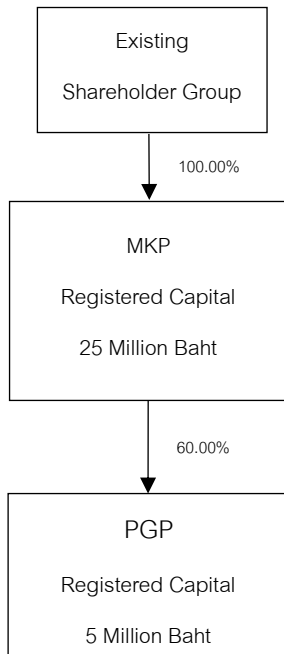 Existing
Shareholder Group
100.00%
MKP
Registered Capital
25 Million Baht
60.00%
PGP
Registered Capital
5 Million Baht